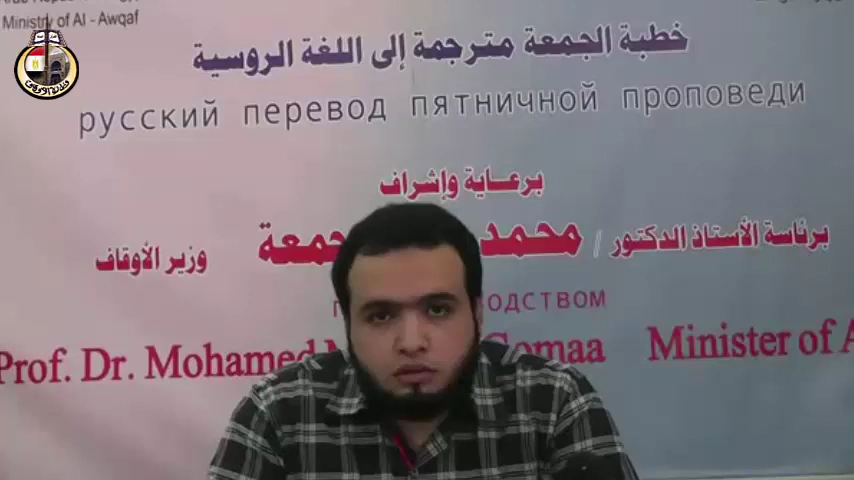 Ministry of Al - Awqaf
خطبة الجمعة مترجمة إلى اللغة الروسية
русский перевод пятничной проповеди
برعاية وإشراف
برئاسة الأستاذ الدكتور / محمد جمعة وزير الأوقاف
Prof. Dr. Mohamed Gomaa Minister of